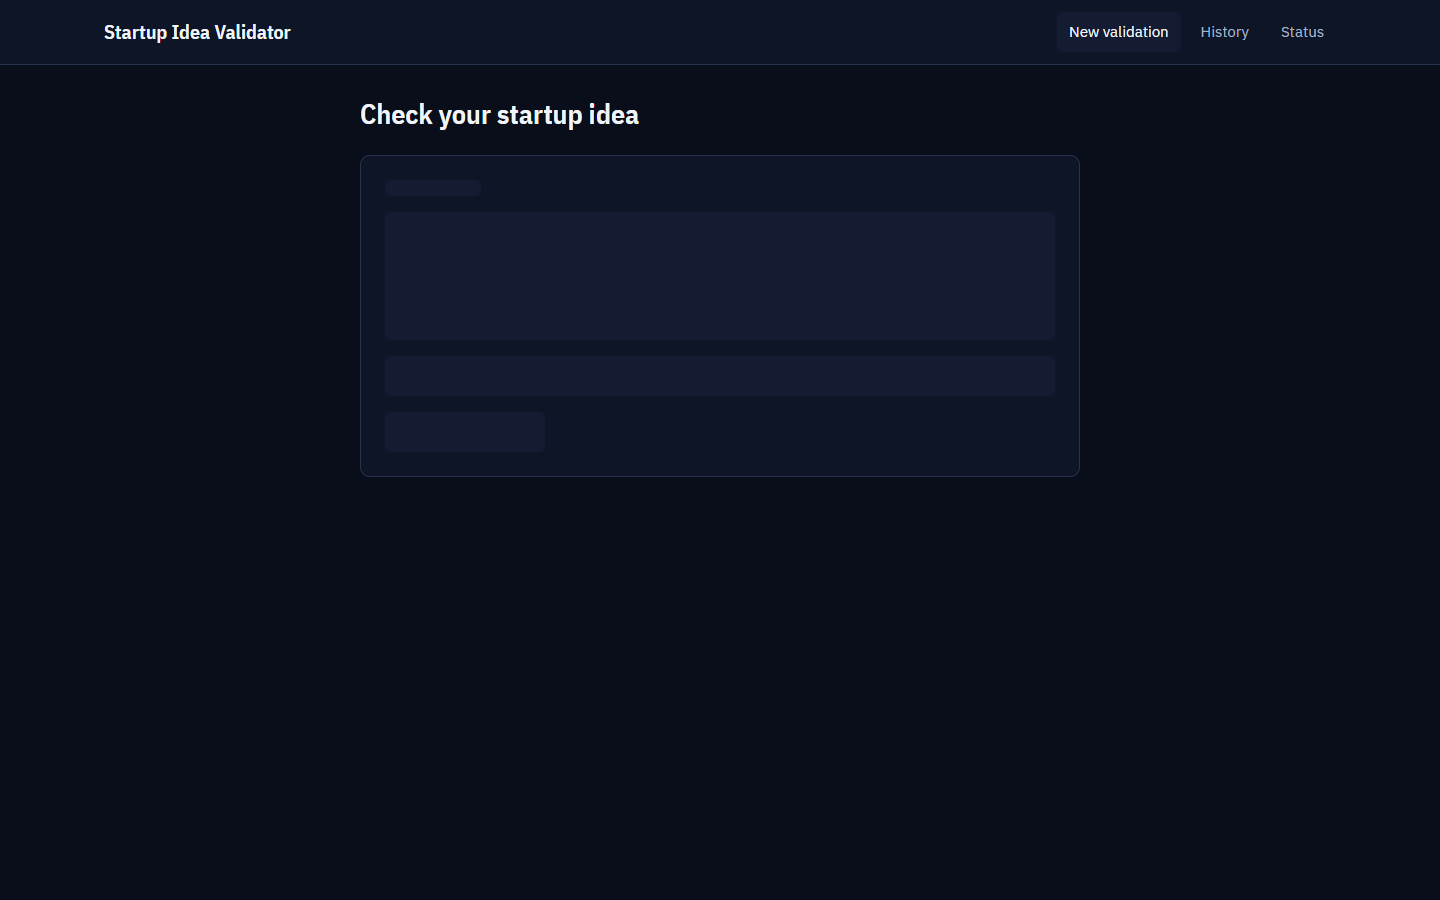 Startup Idea Validator
New validation
History
Status
Check your startup idea